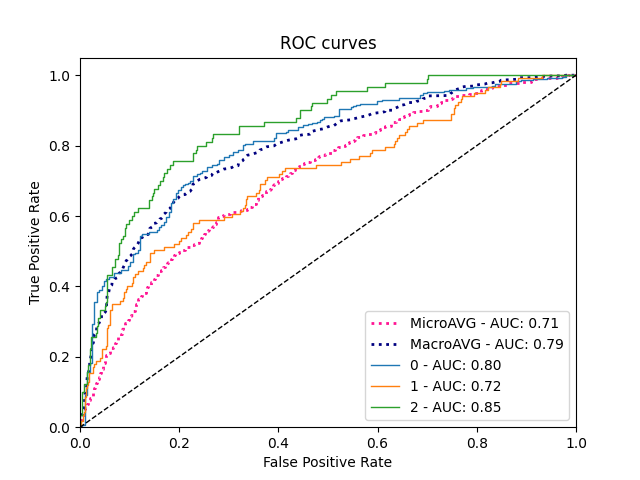 ROC curves
True Positive Rate
1.0
0.8
0.6
0.4
0.2
0.0
0.0 0.2 0.4 0.6 0.8 1.0
False Positive Rate
MicroAVG - AUC: 0.71
MacroAVG - AUC: 0.79
0 - AUC: 0.80
1 - AUC: 0.72
2 - AUC: 0.85